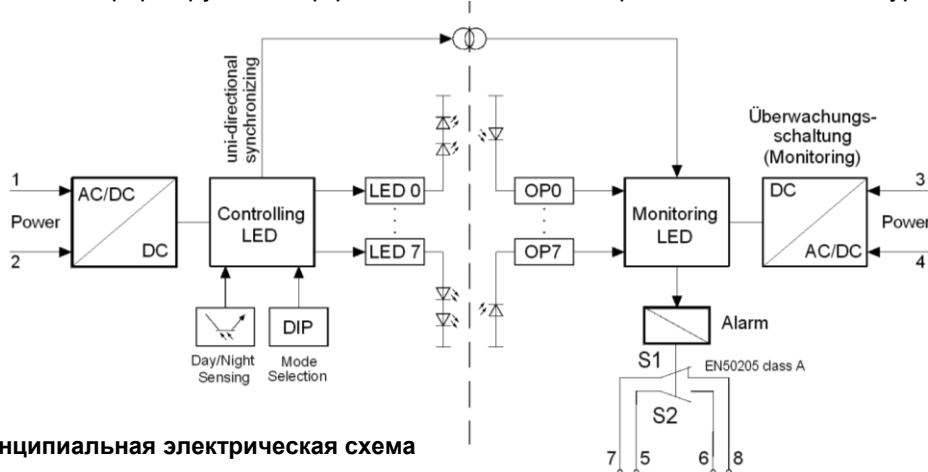 uni-directional
synchronizing
Überwachungs-
schaltung
(Monitoring)
1
Power
2
AC/DC
DC
Controlling
LED
LED 0
LED 7
OP0
OP7
Monitoring
LED
DC
AC/DC
3
Power
4
DIP
Day/Night
Sensing
Mode
Selection
Alarm
S1
EN50205 class A
S2
нципиальная электрическая схема
7 5 6 8